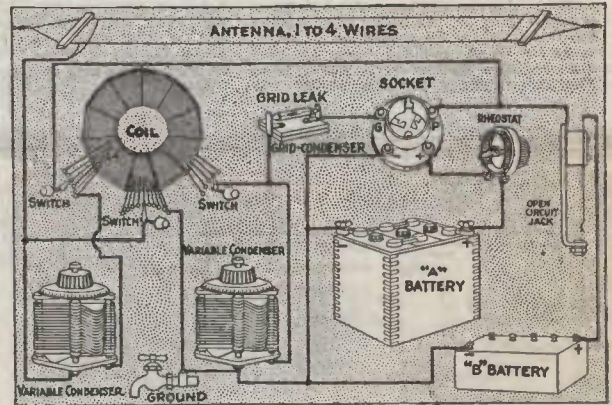 ANTENNA, 1 TO 4 WIRES
SOCKET
GRID LEAK
G
P
RHEOSTAT
COIL
GRID-CONDENSER
- +
SWITCH
SWITCH
SWITCH
OPEN
CIRCUIT
JACK
VARIABLE CONDENSER
- +
"A"
BATTERY
- +
"B" BATTERY
VARIABLE CONDENSER
GROUND